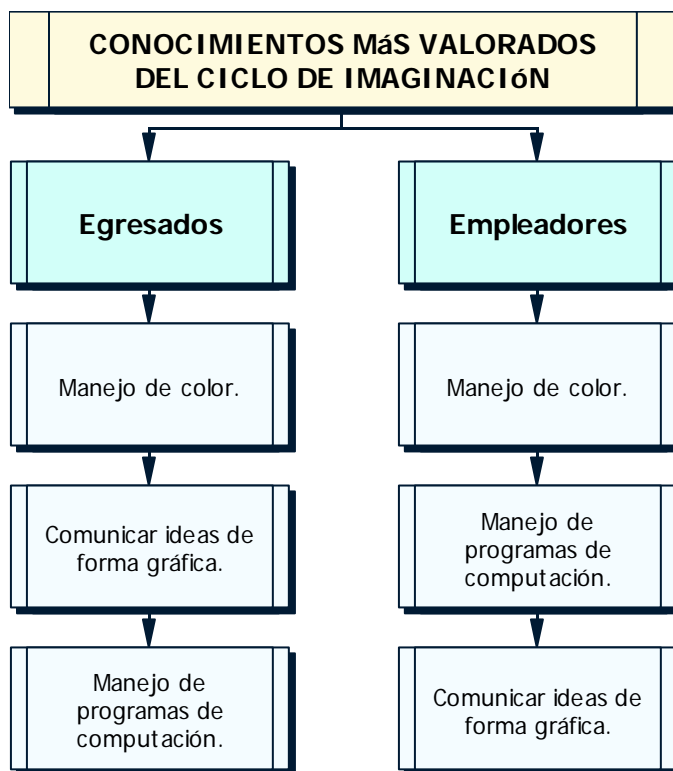 CONOCIMIENTOS MáS VALORADOS
DEL CICLO DE IMAGINACIóN
Egresados
Empleadores
Manejo de color.
Manejo de color.
Comunicar ideas de
forma gráfica.
Manejo de
programas de
computación.
Manejo de
programas de
computación.
Comunicar ideas de
forma gráfica.